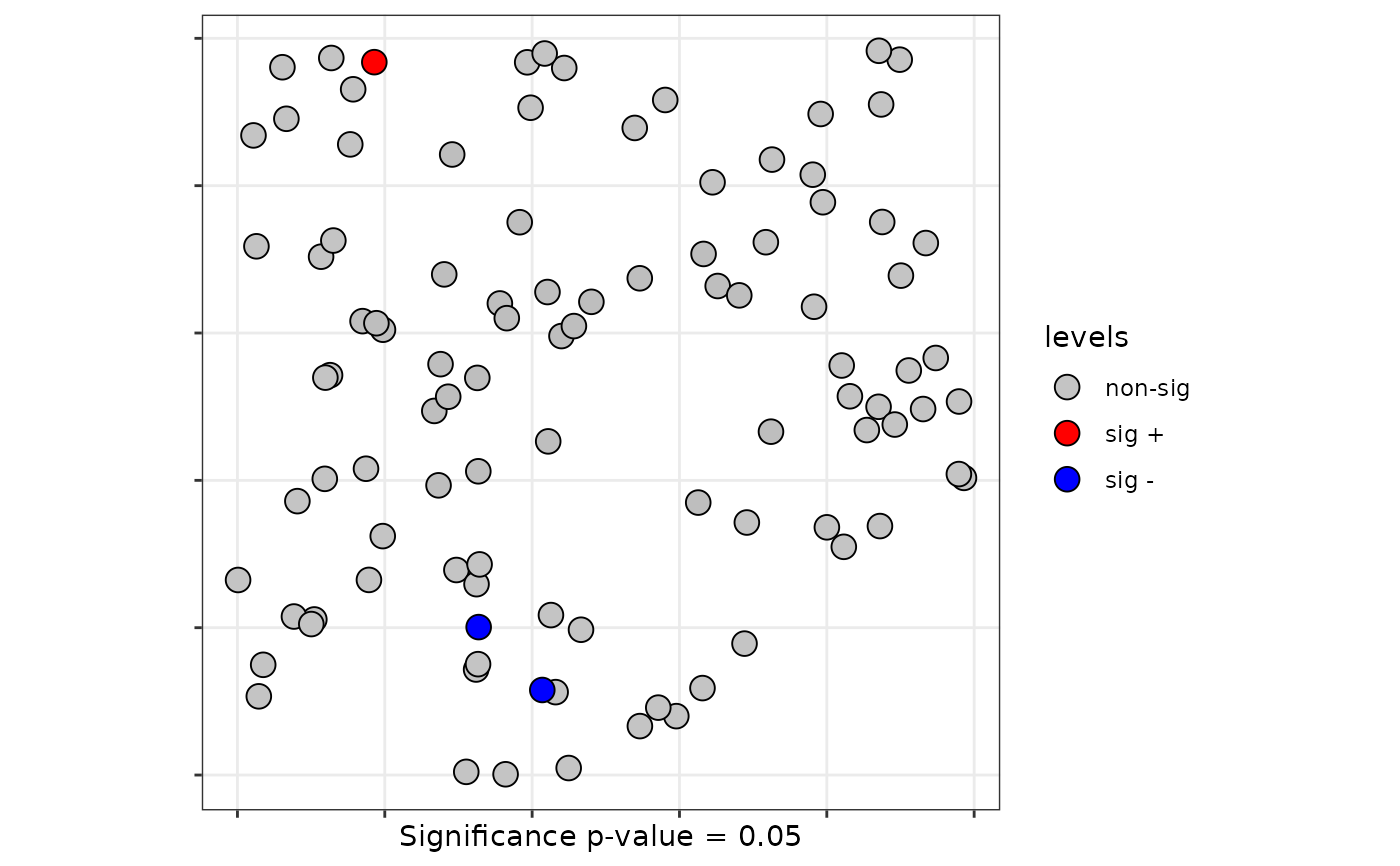 levels
non-sig
sig +
sig -
Significance p-value = 0.05